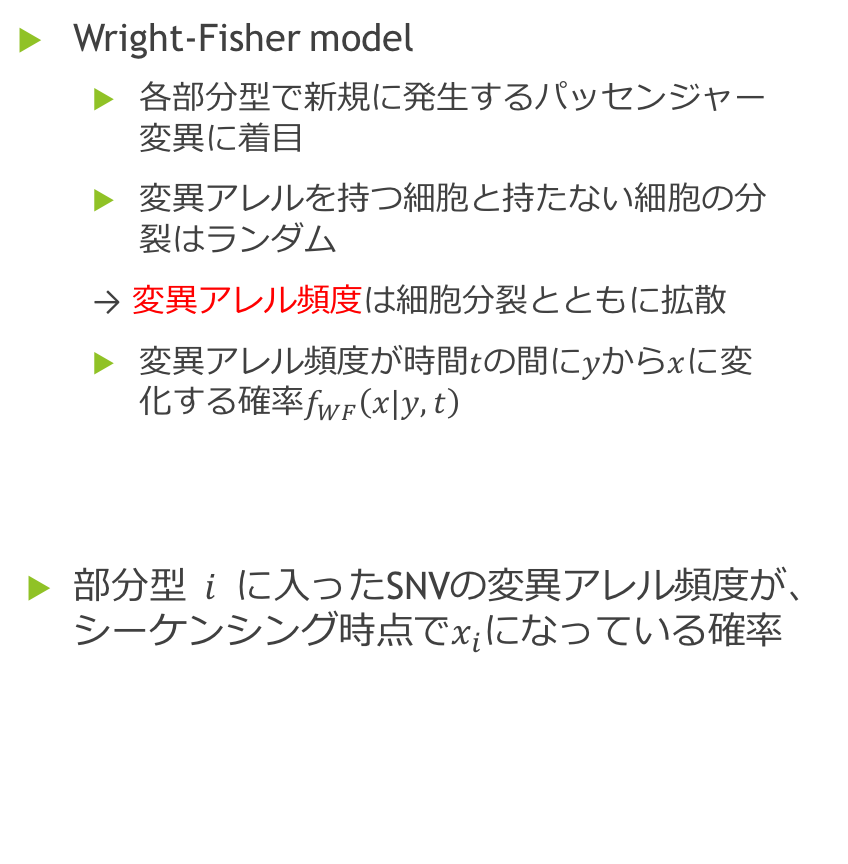 Wright-Fisher model
各部分型で新規に発生するパッセンジャー
変異に着目
変異アレルを持つ細胞と持たない細胞の分
裂はランダム
→ 変異アレル頻度は細胞分裂とともに拡散
変異アレル頻度が時間𝑡の間に𝑦から𝑥に変
化する確率𝑓_{𝑊𝐹}(𝑥|𝑦, 𝑡)
部分型 𝑖 に入ったSNVの変異アレル頻度が、
シーケンシング時点で𝑥_𝑖になっている確率